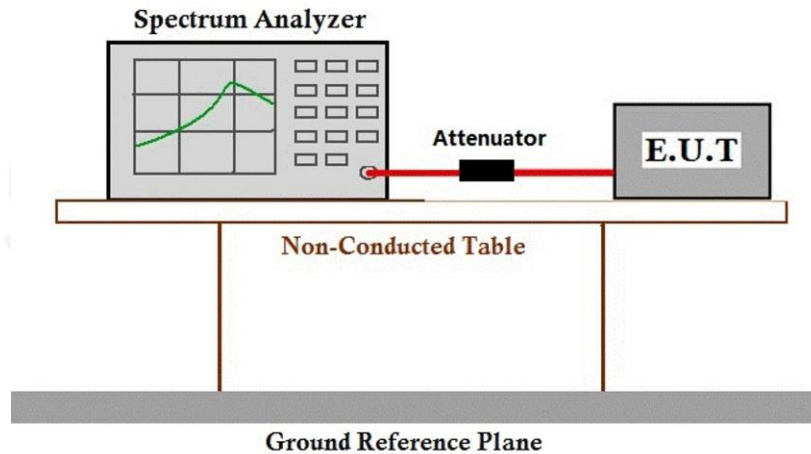 Spectrum Analyzer
Attenuator
E.U.T
Non-Conducted Table
Ground Reference Plane